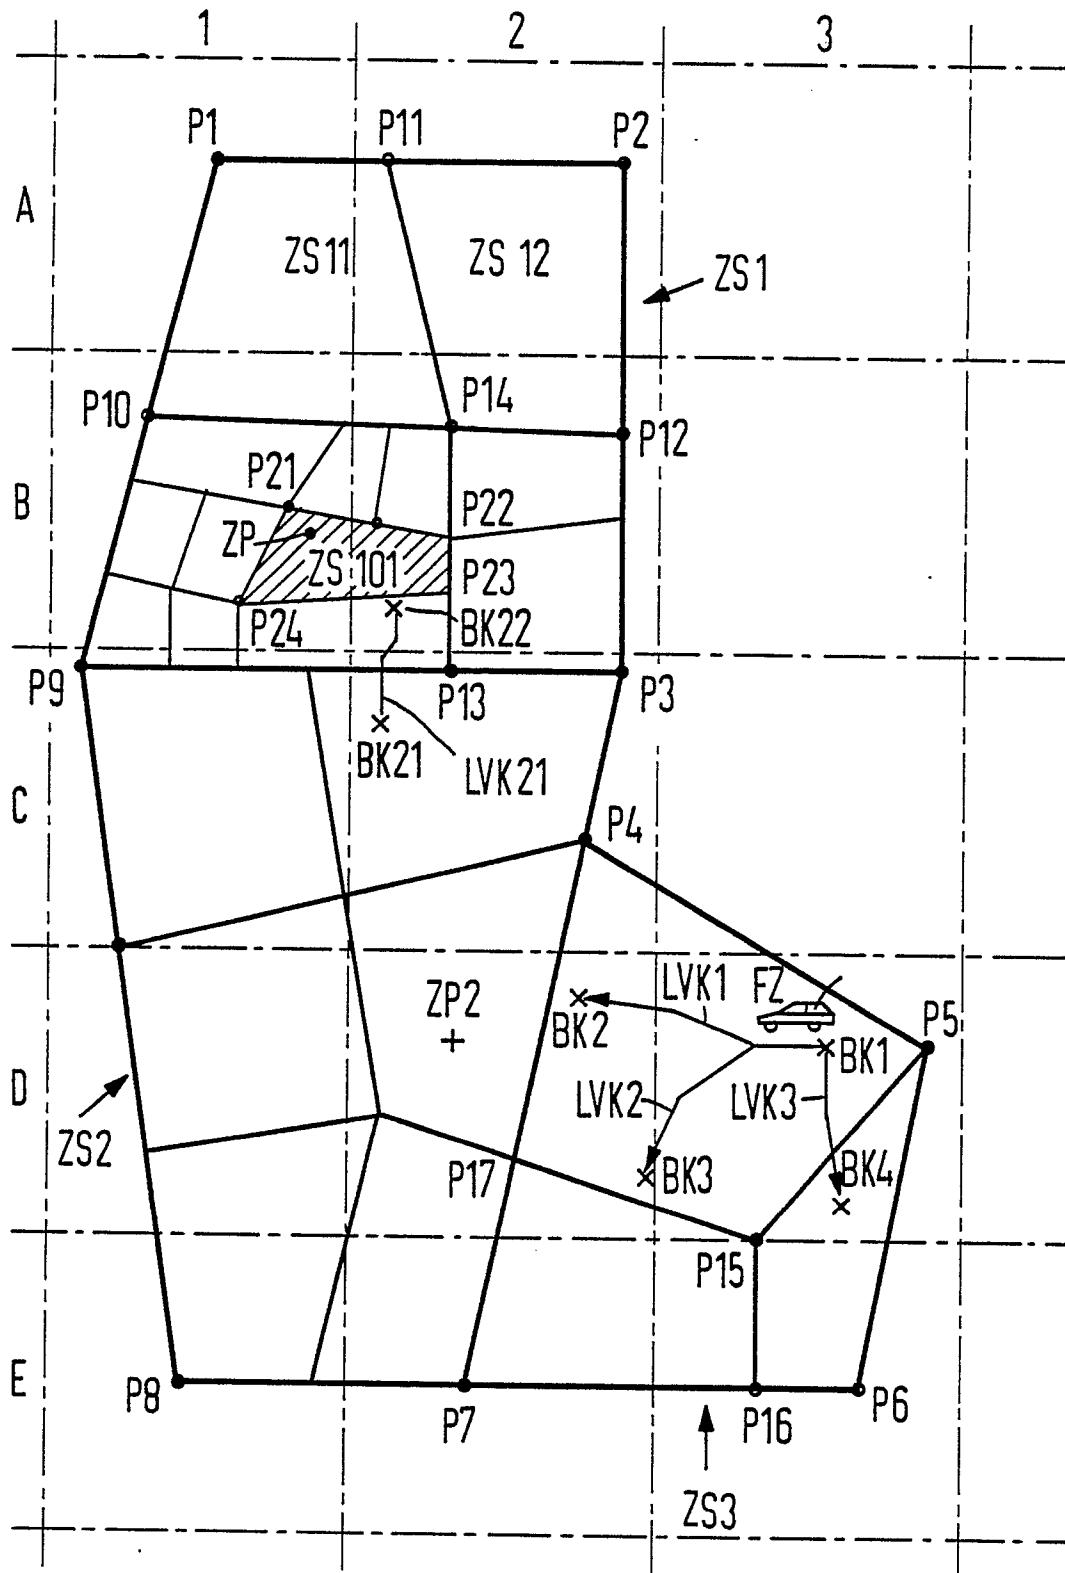 1 2 3
P1 P11 P2
A
ZS11 ZS 12 ZS1
P10 P14 P12
P21
B P22
ZP ZS 101 P23
P24 BK22
P9 P13 P3
BK21 LVK21
C P4
LVK1 FZ
ZP2 BK2 P5
BK1
D LVK2 LVK3
ZS2 P17 BK3 BK4
P15
E P8 P7 P16 P6
ZS3